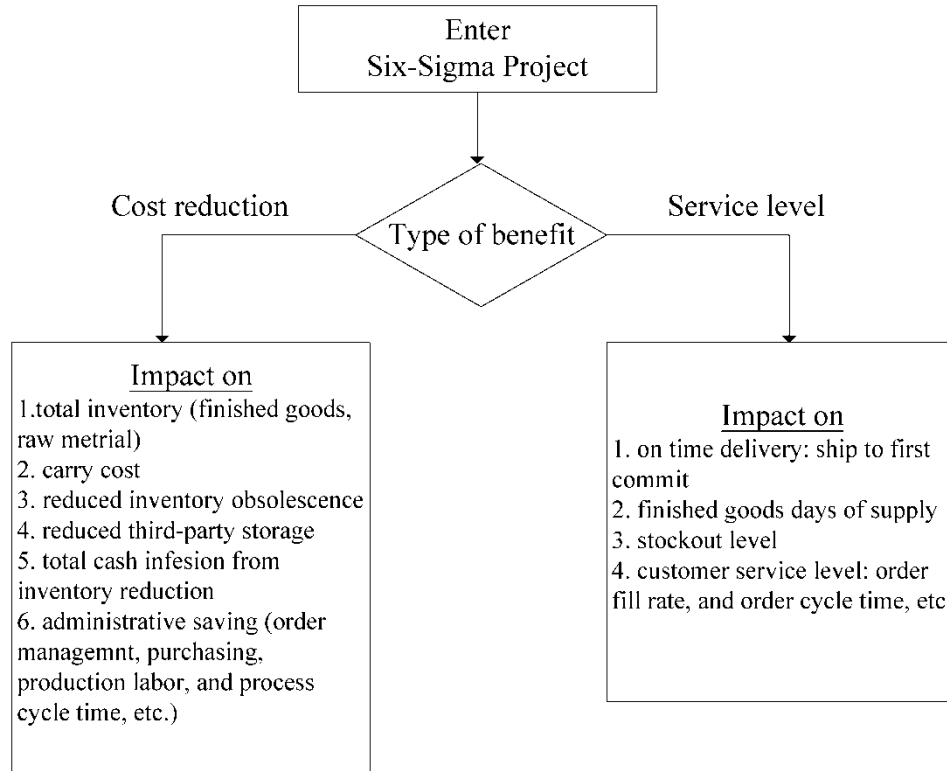 Enter
Six-Sigma Project
Cost reduction
Service level
Type of benefit
Impact on
1.total inventory (finished goods,
raw metrial)
2. carry cost
3. reduced inventory obsolescence
4. reduced third-party storage
5. total cash infesion from
inventory reduction
6. administrative saving (order
managemnt, purchasing,
production labor, and process
cycle time, etc.)
Impact on
1. on time delivery: ship to first
commit
2. finished goods days of supply
3. stockout level
4. customer service level: order
fill rate, and order cycle time, etc